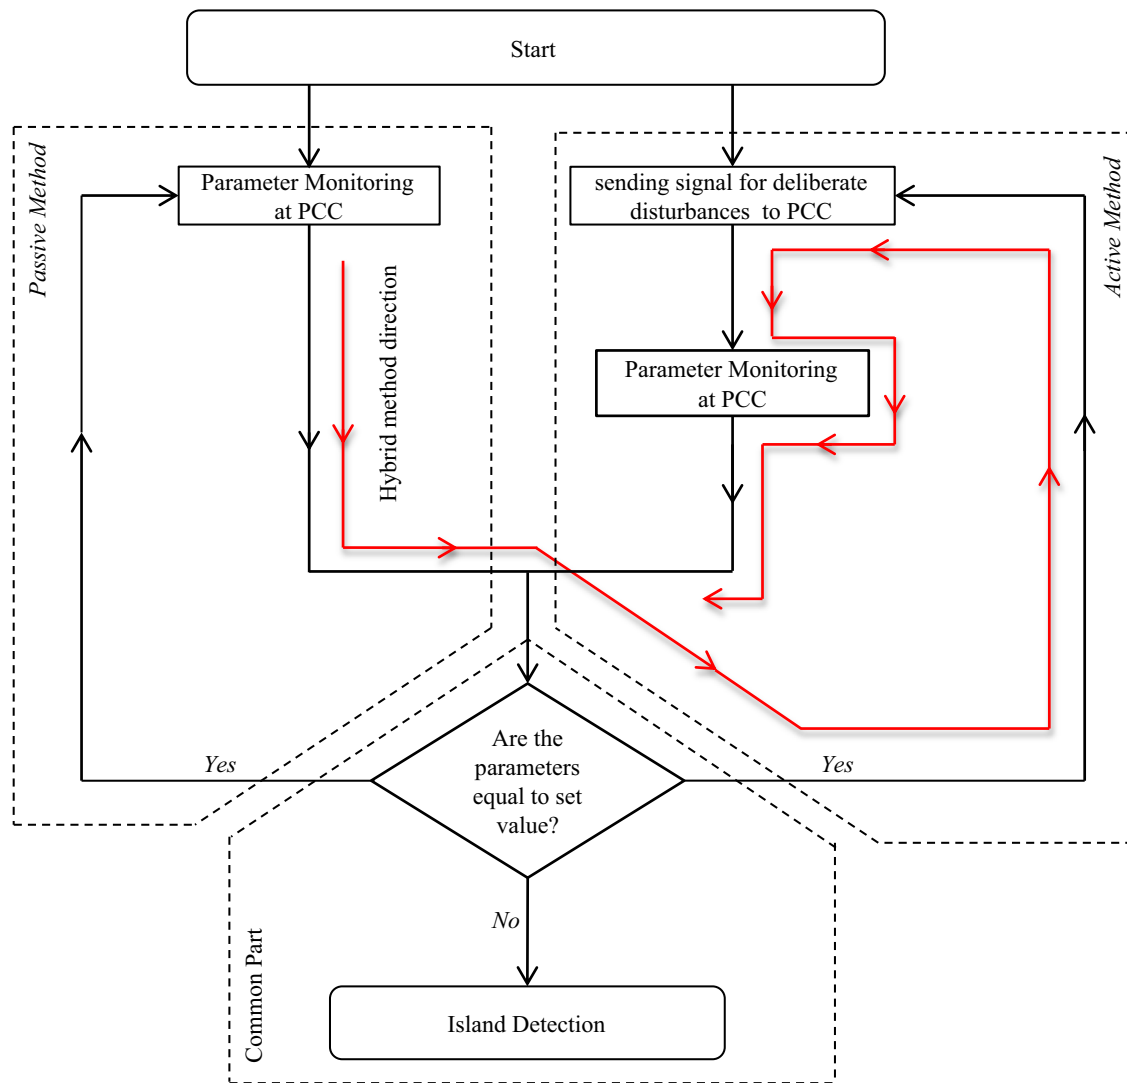 Start
Passive Method
Parameter Monitoring
at PCC
sending signal for deliberate
disturbances to PCC
Active Method
Hybrid method direction
Parameter Monitoring
at PCC
Yes
Are the
parameters
equal to set
value?
Yes
No
Common Part
Island Detection